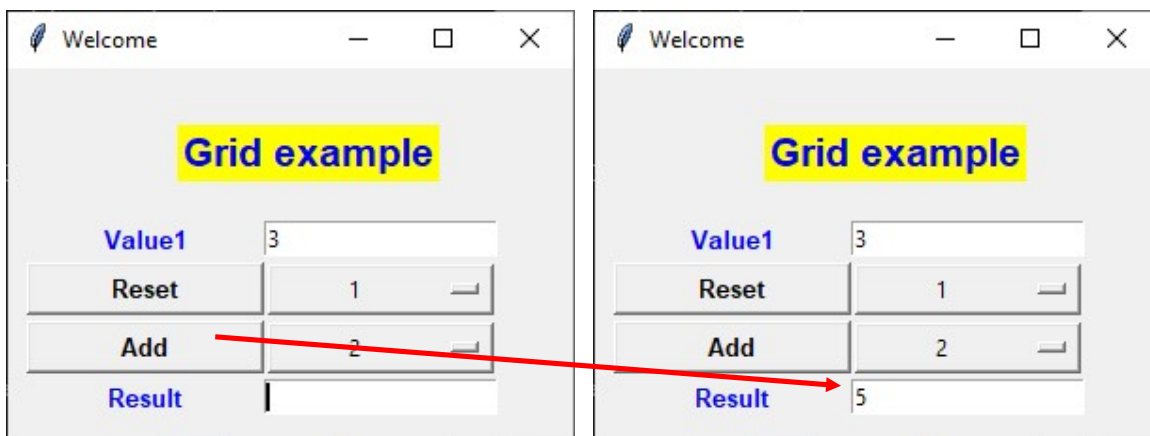 Welcome
Grid example
Value1 3
Reset 1
Add 2
Result
Welcome
Grid example
Value1 3
Reset 1
Add 2
Result 5